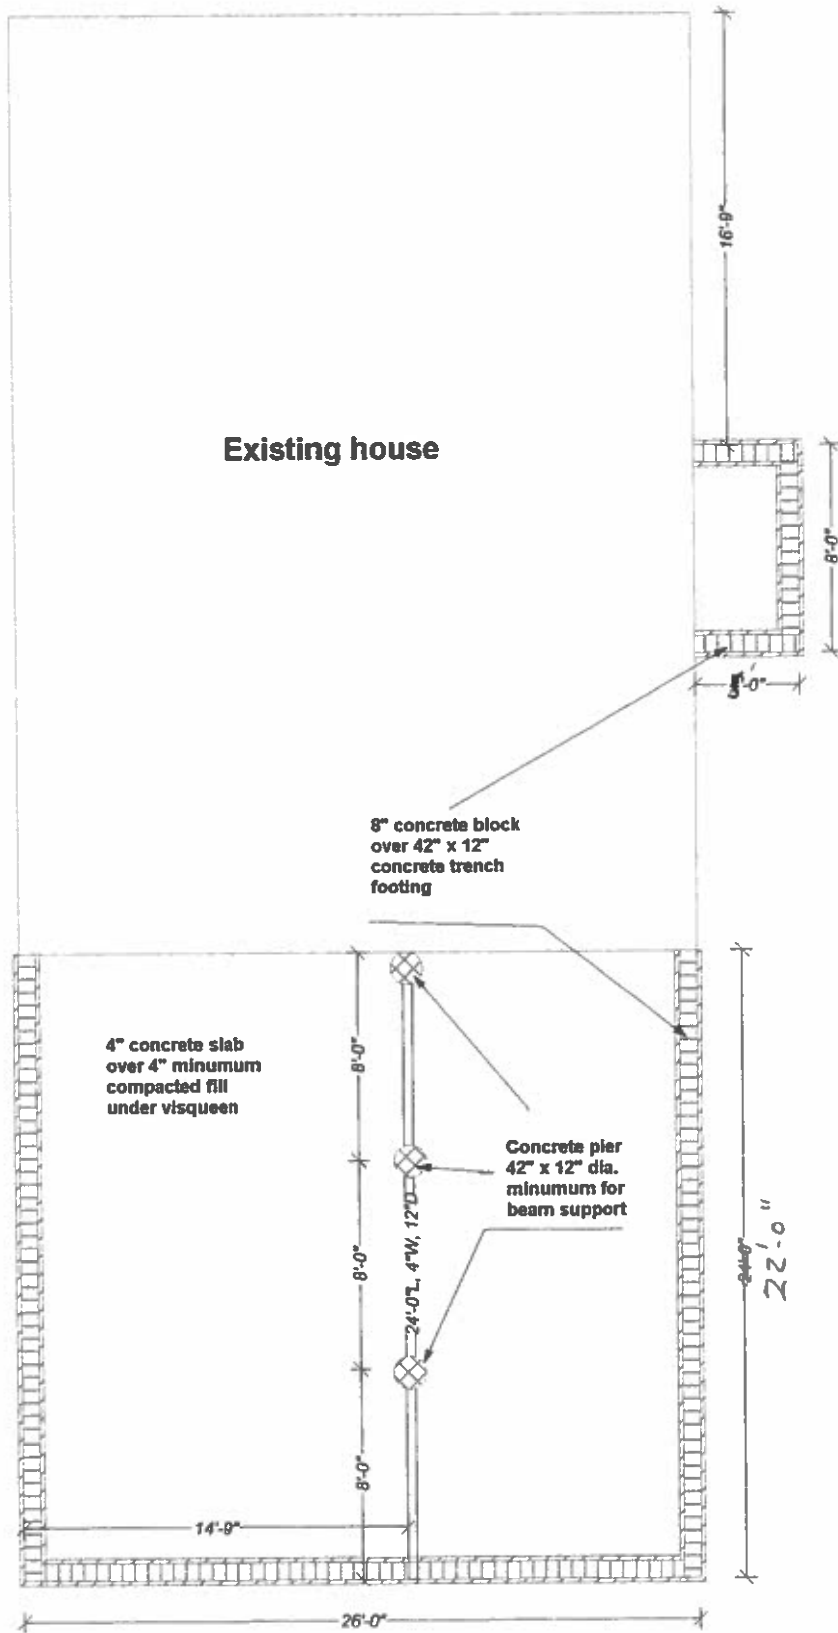 16'-9"
Existing house
8'-0"
'-0"
8" concrete block
over 42" x 12"
concrete trench
footing
4" concrete slab
over 4" minumum
compacted fill
under visqueen
8'-0"
Concrete pier
42" x 12" dia.
minumum for
beam support
8'-0"
24'-0"L, 4"W, 12"D
24'-0"
22'-0"
8'-0"
14'-9"
26'-0"